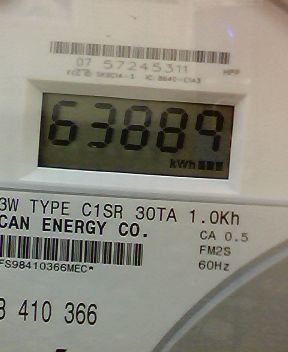 07 57245311
63889
kWh
3W TYPE C1SR 30TA 1.0Kh
CAN ENERGY CO.
CA 0.5
FM2S
60Hz
FS98410366MEC*
410 366